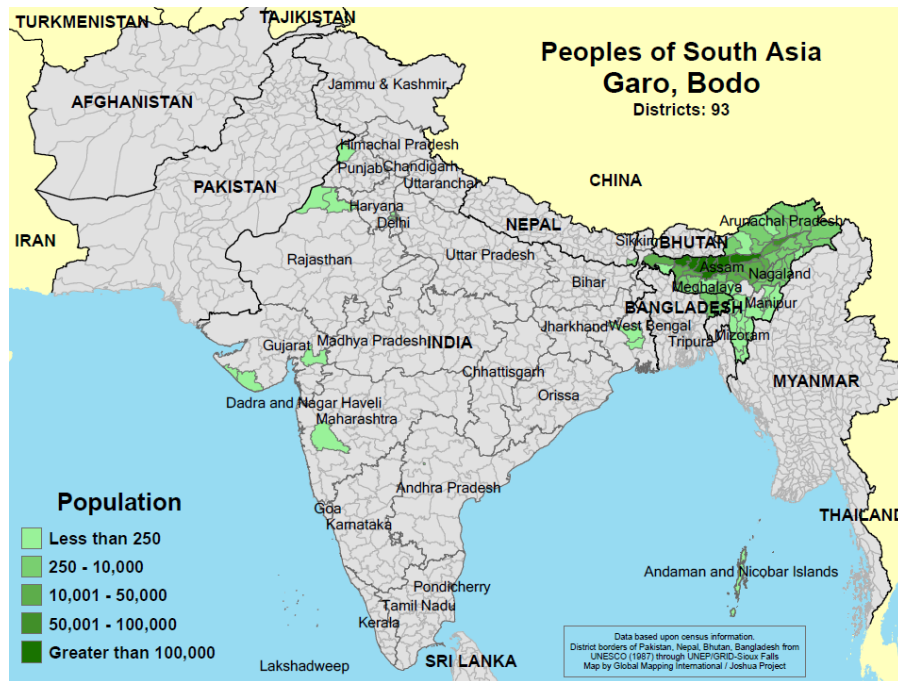 Peoples of South Asia
Garo, Bodo
Districts: 93
TURKMENISTAN
TAJIKISTAN
AFGHANISTAN
Jammu & Kashmir
Himachal Pradesh
Punjab
Chandigarh
Uttaranchal
PAKISTAN
CHINA
Haryana
Delhi
IRAN
NEPAL
Sikkim
BHUTAN
Arunachal Pradesh
Rajasthan
Uttar Pradesh
Assam
Nagaland
Bihar
Meghalaya
BANGLADESH
Manipur
Jharkhand
West Bengal
Tripura
Mizoram
Gujarat
Madhya Pradesh
INDIA
Chhattisgarh
MYANMAR
Orissa
Dadra and Nagar Haveli
Maharashtra
Andhra Pradesh
Goa
Karnataka
THAILAND
Andaman and Nicobar Islands
Pondicherry
Tamil Nadu
Kerala
Lakshadweep
SRI LANKA
Population
Less than 250
250 - 10,000
10,001 - 50,000
50,001 - 100,000
Greater than 100,000
Data based upon census information.
District borders of Pakistan, Nepal, Bhutan, Bangladesh from
UNESCO (1987) through UNEP/GRID-Sioux Falls
Map by Global Mapping International / Joshua Project